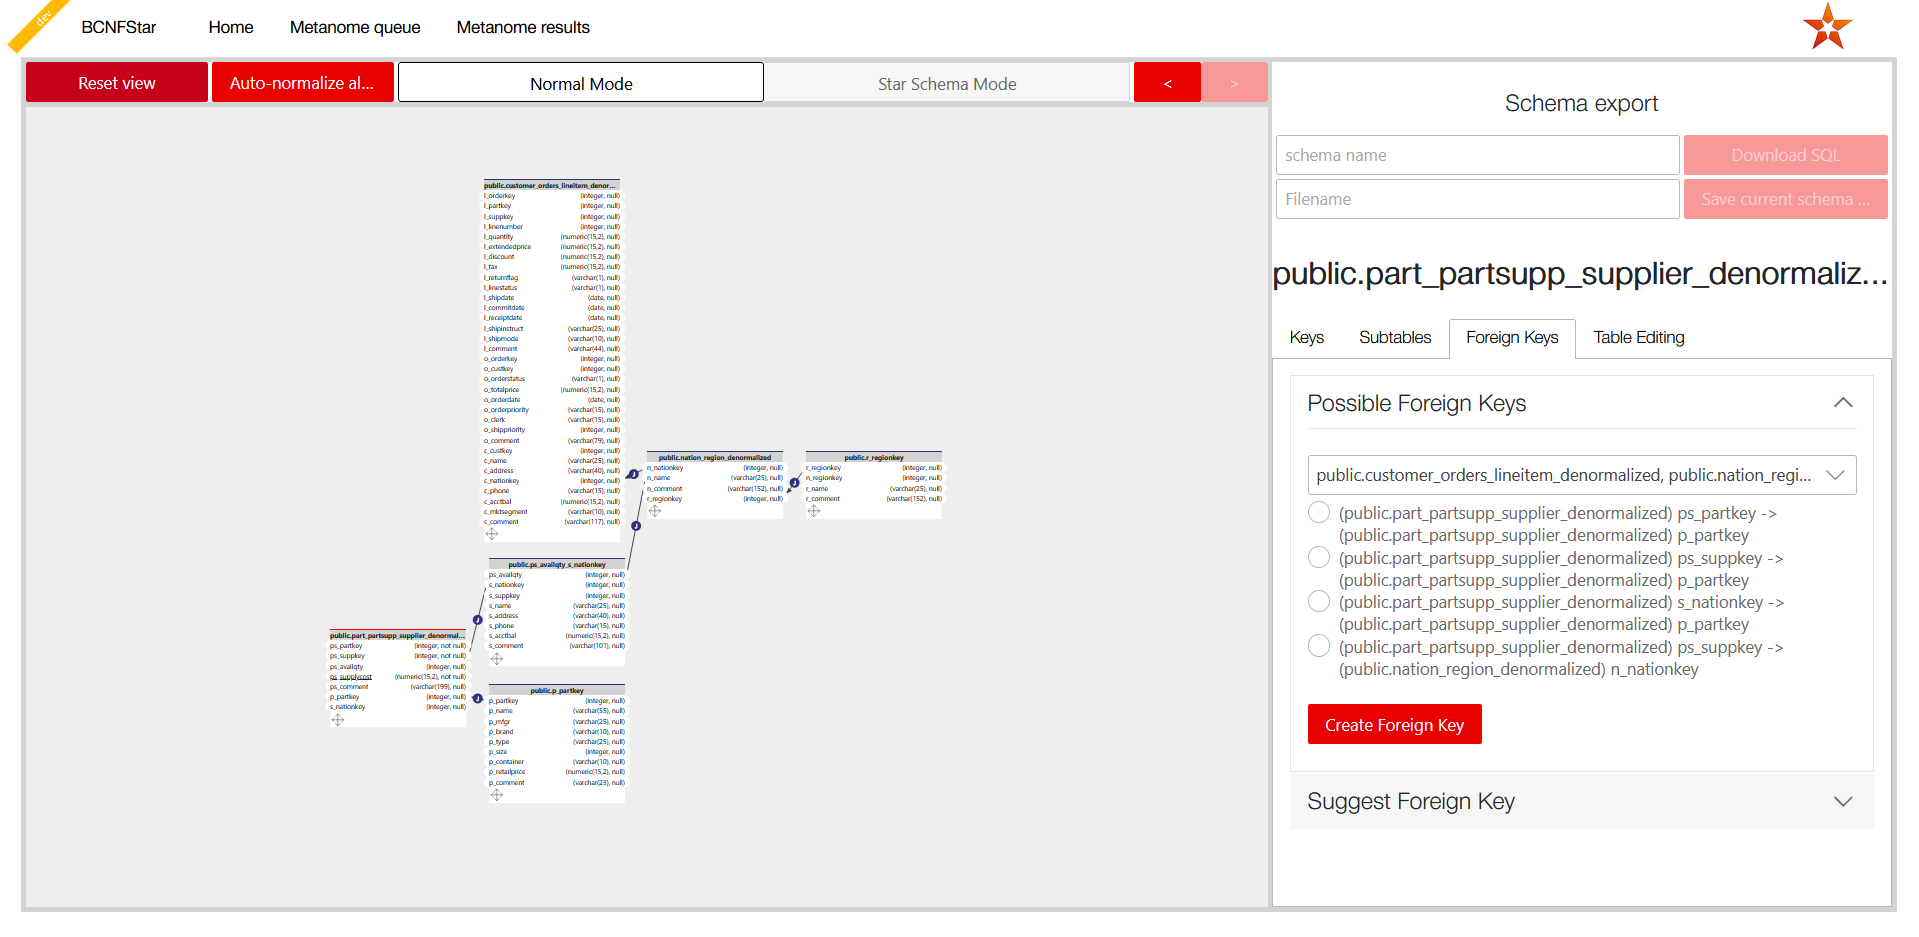 dev
BCNFStar Home Metanome queue Metanome results
Reset view Auto-normalize al... Normal Mode Star Schema Mode < >
public.customer_orders_lineitem_denor...
l_orderkey (integer, null)
l_partkey (integer, null)
l_suppkey (integer, null)
l_linenumber (integer, null)
l_quantity (numeric(15,2), null)
l_extendedprice (numeric(15,2), null)
l_discount (numeric(15,2), null)
l_tax (numeric(15,2), null)
l_returnflag (varchar(1), null)
l_linestatus (varchar(1), null)
l_shipdate (date, null)
l_commitdate (date, null)
l_receiptdate (date, null)
l_shipinstruct (varchar(25), null)
l_shipmode (varchar(10), null)
l_comment (varchar(44), null)
o_orderkey (integer, null)
o_custkey (integer, null)
o_orderstatus (varchar(1), null)
o_totalprice (numeric(15,2), null)
o_orderdate (date, null)
o_orderpriority (varchar(15), null)
o_clerk (varchar(15), null)
o_shippriority (integer, null)
o_comment (varchar(79), null)
c_custkey (integer, null)
c_name (varchar(25), null)
c_address (varchar(40), null)
c_nationkey (integer, null)
c_phone (varchar(15), null)
c_acctbal (numeric(15,2), null)
c_mktsegment (varchar(10), null)
c_comment (varchar(117), null)
public.nation_region_denormalized
n_nationkey (integer, null)
n_name (varchar(25), null)
n_comment (varchar(152), null)
r_regionkey (integer, null)
public.r_regionkey
r_regionkey (integer, null)
n_regionkey (integer, null)
r_name (varchar(25), null)
r_comment (varchar(152), null)
public.ps_availqty_s_nationkey
ps_availqty (integer, null)
s_nationkey (integer, null)
s_suppkey (integer, null)
s_name (varchar(25), null)
s_address (varchar(40), null)
s_phone (varchar(15), null)
s_acctbal (numeric(15,2), null)
s_comment (varchar(101), null)
public.part_partsupp_supplier_denormal...
ps_partkey (integer, not null)
ps_suppkey (integer, not null)
ps_availqty (integer, null)
ps_supplycost (numeric(15,2), not null)
ps_comment (varchar(199), null)
p_partkey (integer, null)
s_nationkey (integer, null)
public.p_partkey
p_partkey (integer, null)
p_name (varchar(55), null)
p_mfgr (varchar(25), null)
p_brand (varchar(10), null)
p_type (varchar(25), null)
p_size (integer, null)
p_container (varchar(10), null)
p_retailprice (numeric(15,2), null)
p_comment (varchar(23), null)
J
J
J
J
J
Schema export
schema name Download SQL
Filename Save current schema ...
public.part_partsupp_supplier_denormaliz...
Keys Subtables Foreign Keys Table Editing
Possible Foreign Keys
public.customer_orders_lineitem_denormalized, public.nation_regi...
(public.part_partsupp_supplier_denormalized) ps_partkey ->
(public.part_partsupp_supplier_denormalized) p_partkey
(public.part_partsupp_supplier_denormalized) ps_suppkey ->
(public.part_partsupp_supplier_denormalized) p_partkey
(public.part_partsupp_supplier_denormalized) s_nationkey ->
(public.part_partsupp_supplier_denormalized) p_partkey
(public.part_partsupp_supplier_denormalized) ps_suppkey ->
(public.nation_region_denormalized) n_nationkey
Create Foreign Key
Suggest Foreign Key